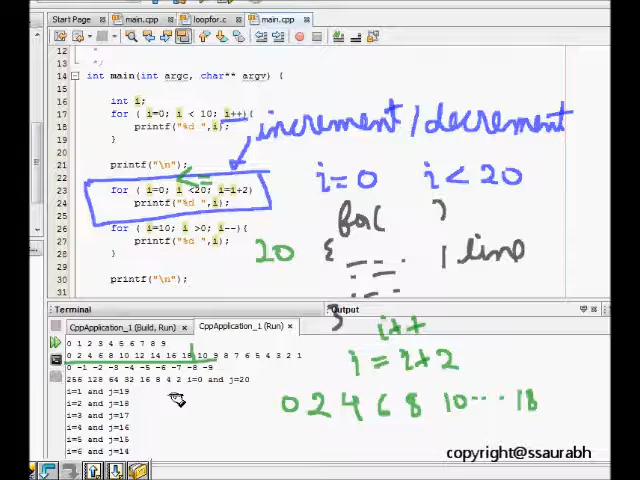 Start Page main.cpp loopfor.c main.cpp
12
13 *
*/
14 int main(int argc, char** argv) {
15
16 int i;
17 for ( i=0; i < 10; i++){
18 printf("%d ",i);
19 }
20
21 printf("\n");
22
23 for ( i=0; i <20; i=i+2)
24 printf("%d ",i);
25
26 for ( i=10; i >0; i--){
27 printf("%d ",i);
28 }
29
30 printf("\n");
31
increment / decrement
<=
i=0 i < 20
for( )
20 { 1 line
}
i++
i = i+2
0 2 4 6 8 10... 18
Terminal Output
CppApplication_1 (Build, Run) CppApplication_1 (Run)
0 1 2 3 4 5 6 7 8 9
0 2 4 6 8 10 12 14 16 18 10 9 8 7 6 5 4 3 2 1
0 -1 -2 -3 -4 -5 -6 -7 -8 -9
256 128 64 32 16 8 4 2 i=0 and j=20
i=1 and j=19
i=2 and j=18
i=3 and j=17
i=4 and j=16
i=5 and j=15
i=6 and j=14
copyright@ssaurabh